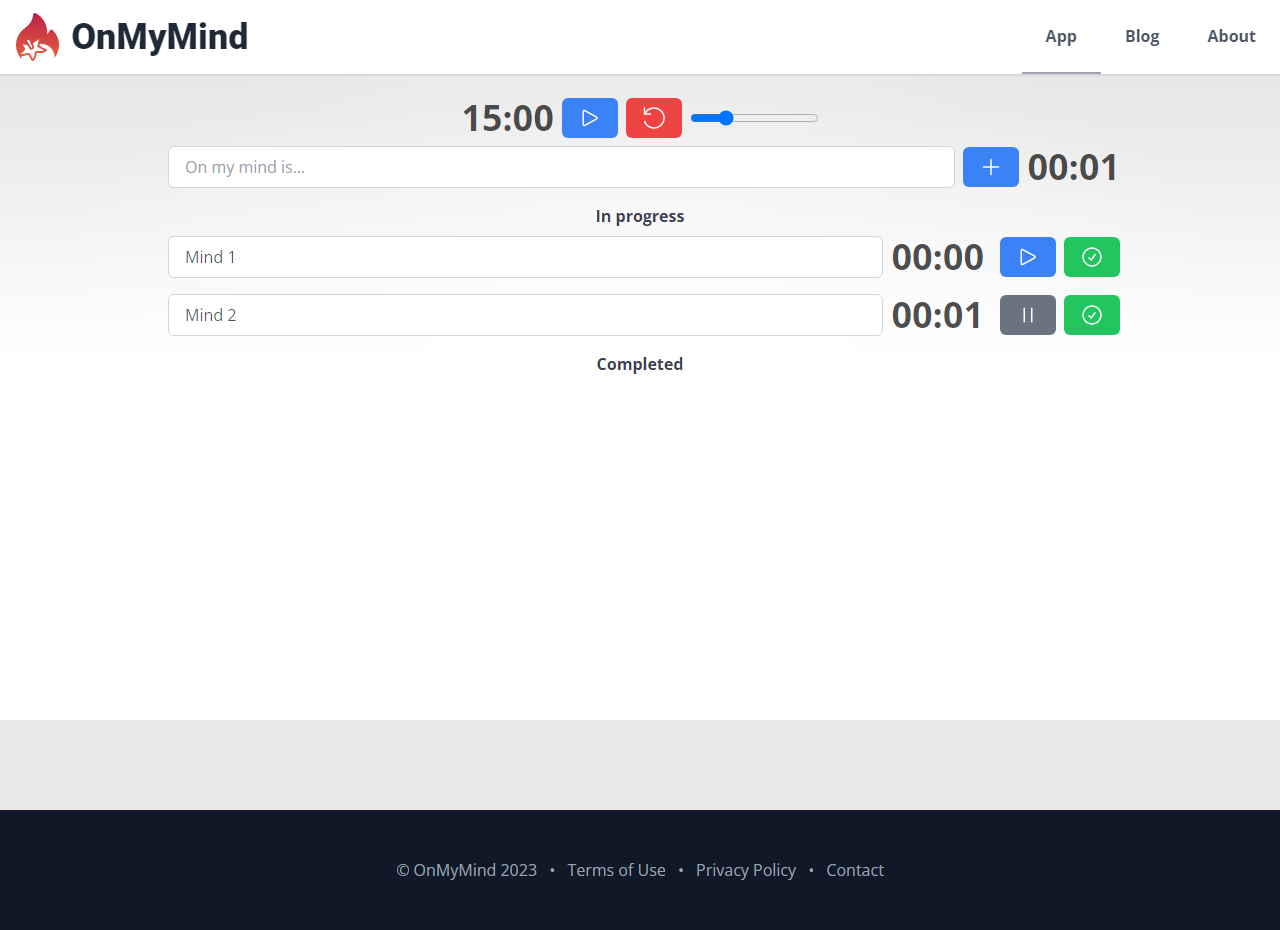 OnMyMind
App Blog About
15:00
On my mind is...
00:01
In progress
Mind 1 00:00
Mind 2 00:01
Completed
© OnMyMind 2023 • Terms of Use • Privacy Policy • Contact